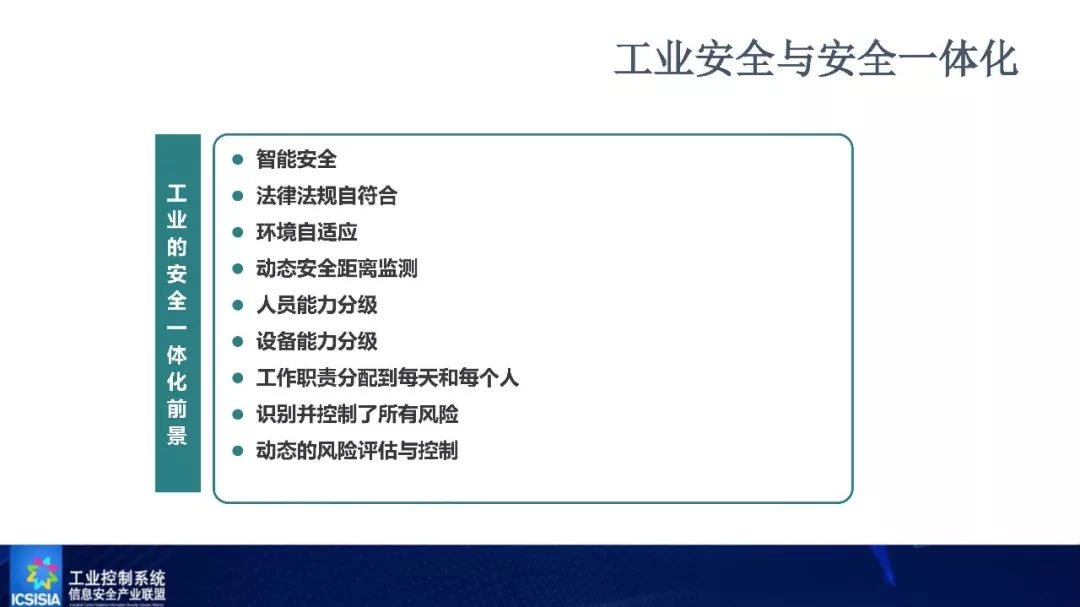 工业安全与安全一体化
工业的安全一体化前景
智能安全
法律法规自符合
环境自适应
动态安全距离监测
人员能力分级
设备能力分级
工作职责分配到每天和每个人
识别并控制了所有风险
动态的风险评估与控制
ICSISIA
工业控制系统
信息安全产业联盟